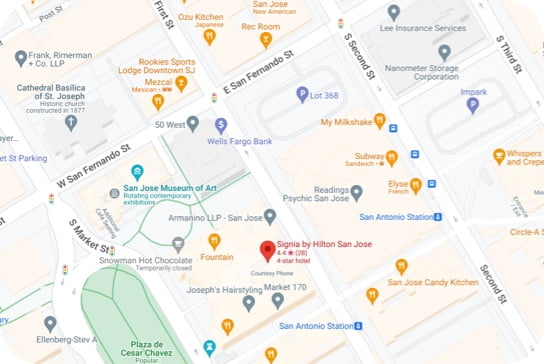 Post St
First St
Ozu Kitchen
Japanese
San Jose
New American
Rec Room
Lee Insurance Services
S Second St
S Third St
Frank, Rimerman
+ Co. LLP
Rookies Sports
Lodge Downtown SJ
Mezcal
Mexican •
E San Fernando St
Nanometer Storage
Corporation
Cathedral Basilica
of St. Joseph
Historic church
constructed in 1877
Lot 368
Impark
50 West
Wells Fargo Bank
My Milkshake
et St Parking
W San Fernando St
Subway
Sandwich •
Whispers
and Crepe
San Jose Museum of Art
Rotating contemporary
exhibitions
Readings
Psychic San Jose
Elyse
French
Additional
Café Seating
Armanino LLP - San Jose
San Antonio Station
Entrance
Circle-A S
S Market St
Snowman Hot Chocolate
Temporarily closed
Fountain
Signia by Hilton San Jose
4.4 ★ (28)
4-star hotel
Courtesy Phone
Second St
San Jose Candy Kitchen
Joseph's Hairstyling
Market 170
San Antonio Station
Ellenberg-Stev A
Plaza de
Cesar Chavez
Popular